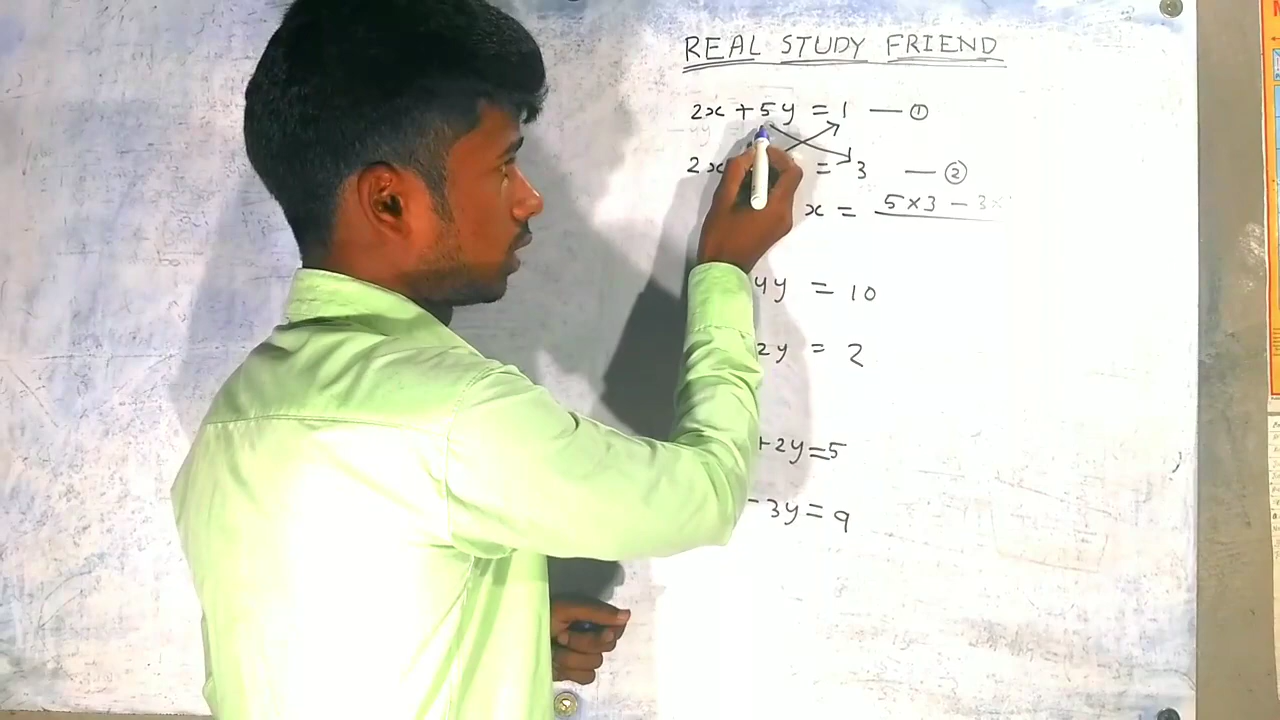 REAL STUDY FRIEND
2x + 5y = 1 — ①
2x = 3 — ②
x = 5×3 - 3×
4y = 10
2y = 2
+2y=5
-3y=9